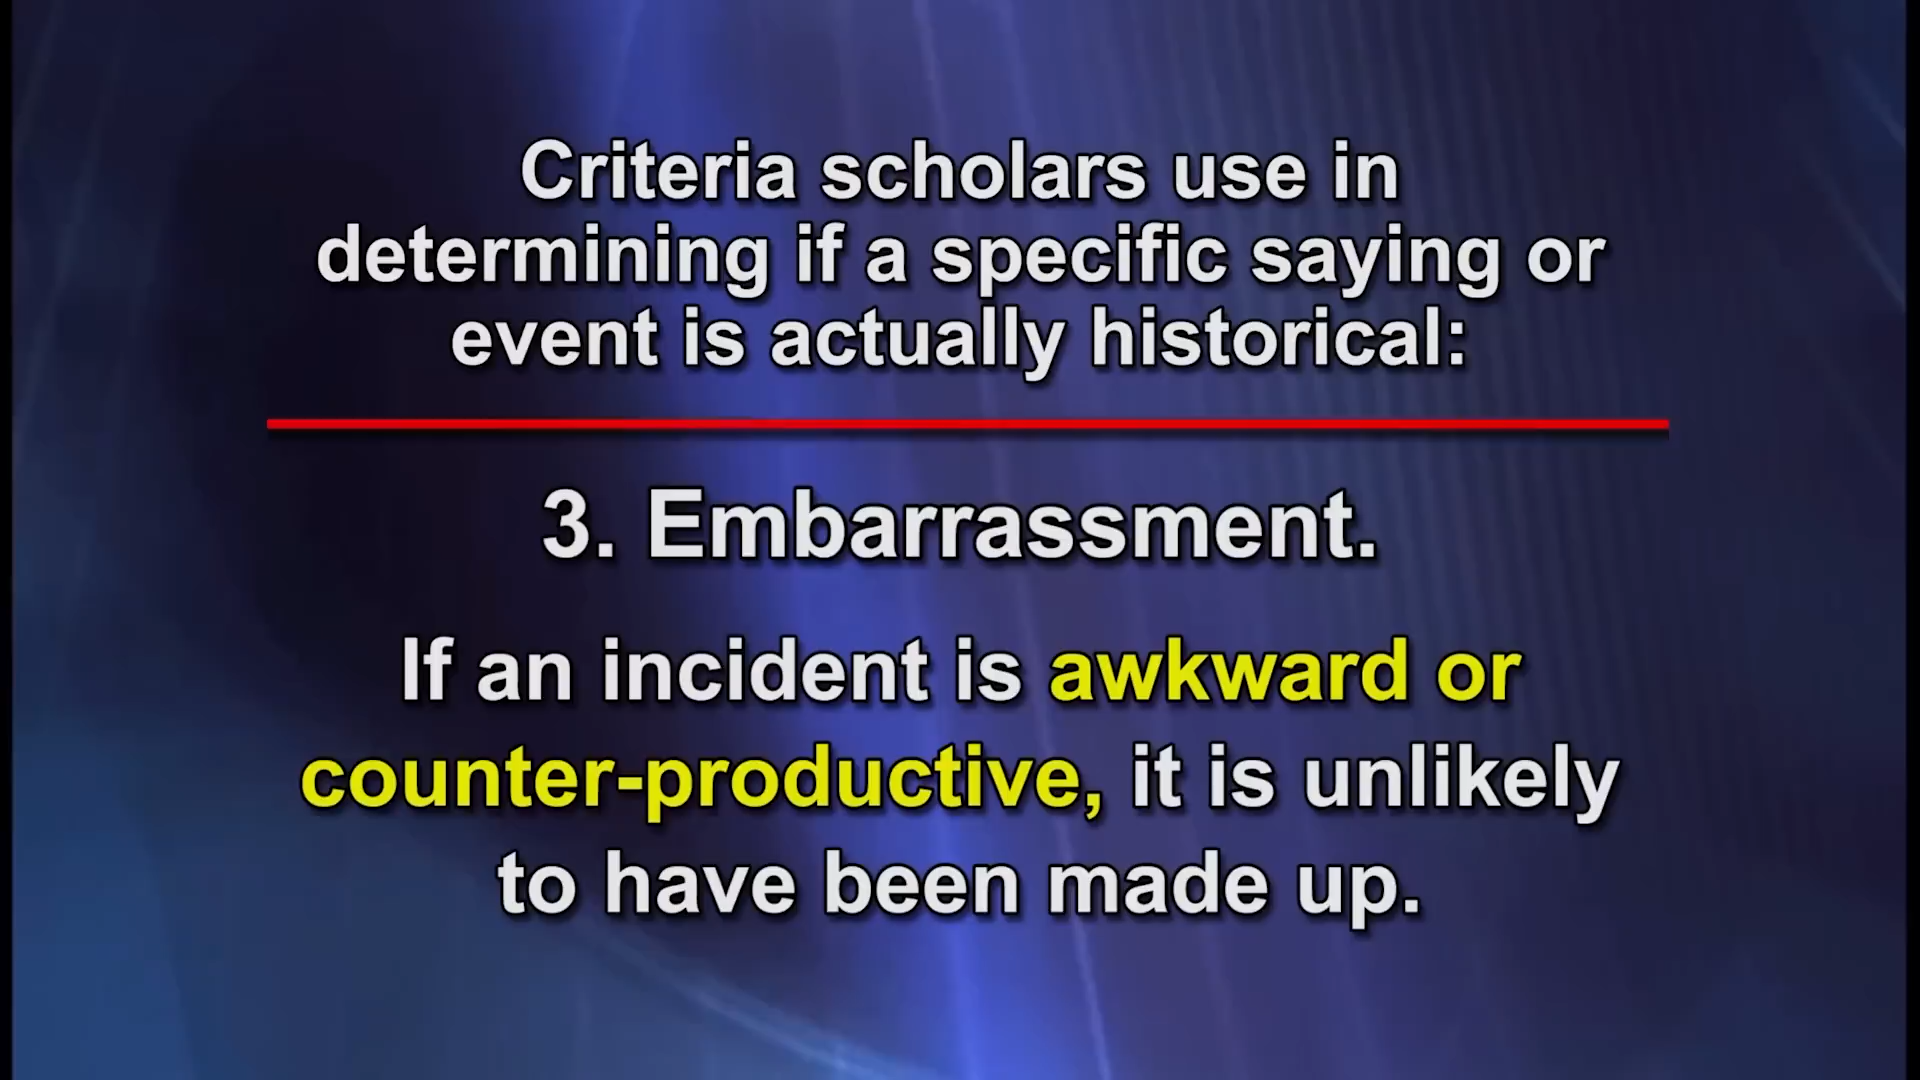 Criteria scholars use in
determining if a specific saying or
event is actually historical:
3. Embarrassment.
If an incident is awkward or
counter-productive, it is unlikely
to have been made up.